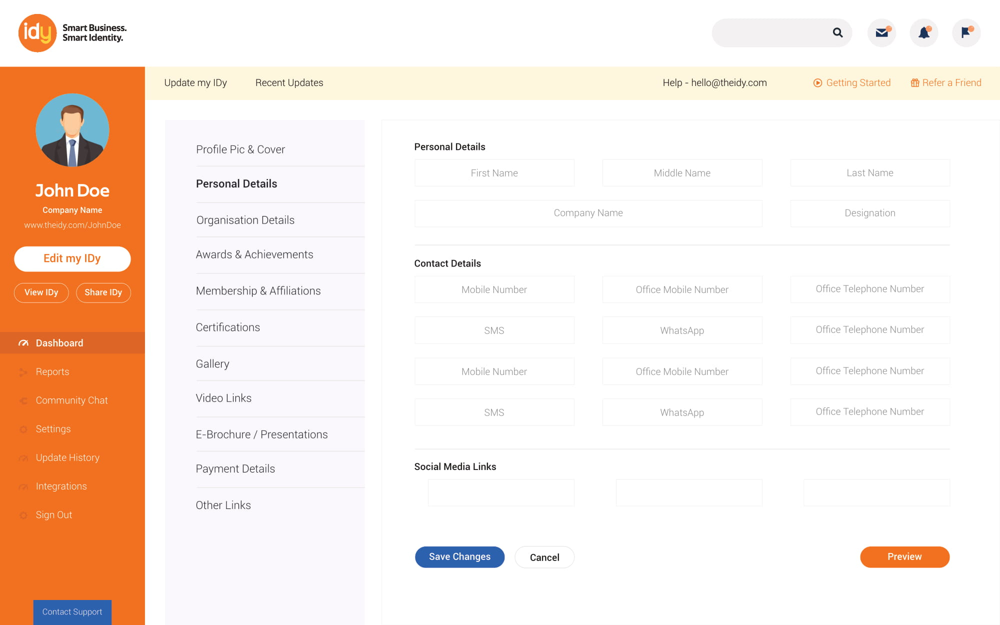 idy
Smart Business.
Smart Identity.
Update my IDy
Recent Updates
Help - hello@theidy.com
Getting Started
Refer a Friend
John Doe
Company Name
www.theidy.com/JohnDoe
Edit my IDy
View IDy
Share IDy
Dashboard
Reports
Community Chat
Settings
Update History
Integrations
Sign Out
Contact Support
Profile Pic & Cover
Personal Details
Organisation Details
Awards & Achievements
Membership & Affiliations
Certifications
Gallery
Video Links
E-Brochure / Presentations
Payment Details
Other Links
Personal Details
First Name
Middle Name
Last Name
Company Name
Designation
Contact Details
Mobile Number
Office Mobile Number
Office Telephone Number
SMS
WhatsApp
Office Telephone Number
Mobile Number
Office Mobile Number
Office Telephone Number
SMS
WhatsApp
Office Telephone Number
Social Media Links
Save Changes
Cancel
Preview